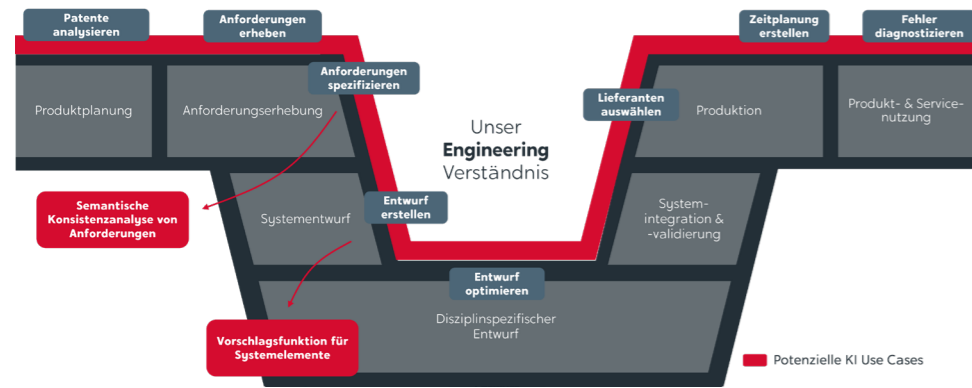 Patente
analysieren
Anforderungen
erheben
Zeitplanung
erstellen
Fehler
diagnostizieren
Anforderungen
spezifizieren
Lieferanten
auswählen
Produktplanung
Anforderungserhebung
Unser
Engineering
Verständnis
Produktion
Produkt- & Service-
nutzung
Semantische
Konsistenzanalyse von
Anforderungen
Systementwurf
Entwurf
erstellen
System-
integration &
-validierung
Entwurf
optimieren
Disziplinspezifischer
Entwurf
Vorschlagsfunktion für
Systemelemente
Potenzielle KI Use Cases